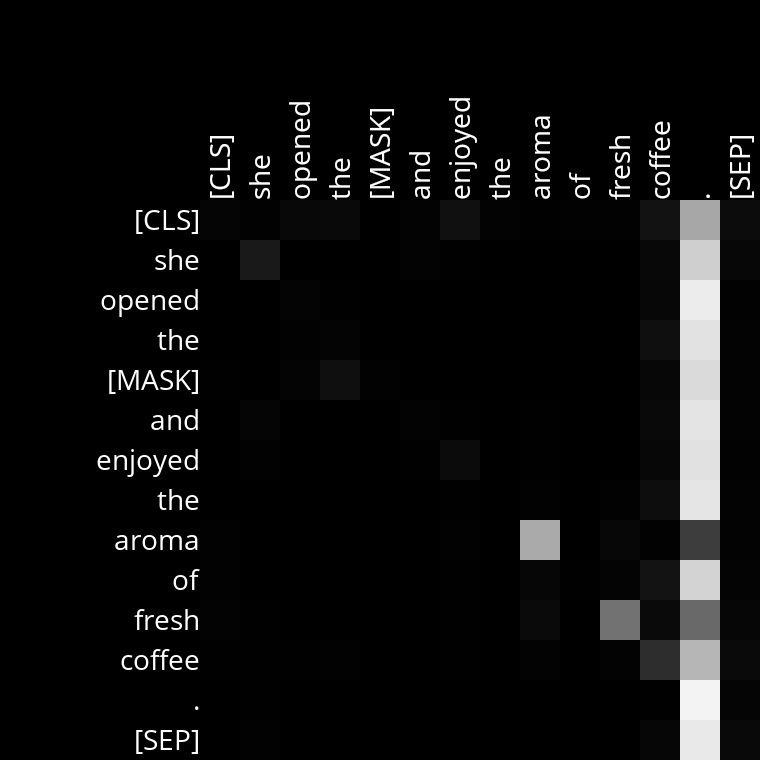 [CLS] she opened the [MASK] and enjoyed the aroma of fresh coffee . [SEP]
[CLS]
she
opened
the
[MASK]
and
enjoyed
the
aroma
of
fresh
coffee
.
[SEP]